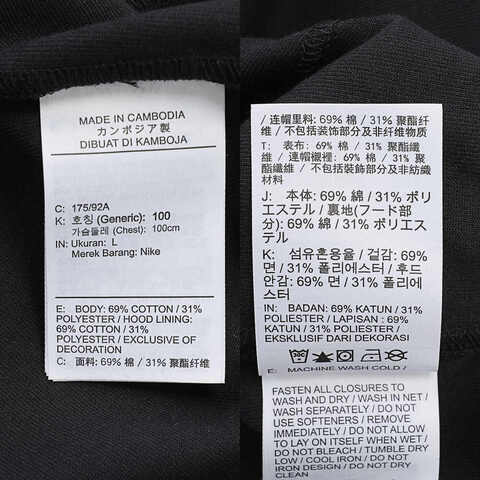 MADE IN CAMBODIA
カンボジア製
DIBUAT DI KAMBOJA
C: 175/92A
K: 호칭 (Generic): 100
가슴둘레 (Chest): 100cm
IN: Ukuran: L
Merek Barang: Nike
E: BODY: 69% COTTON / 31%
POLYESTER / HOOD LINING:
69% COTTON / 31%
POLYESTER / EXCLUSIVE OF
DECORATION
C: 面料: 69% 棉 / 31% 聚酯纤维
/ 连帽里料: 69% 棉 / 31% 聚酯纤
维 / 不包括装饰部分及非纤维物质
T: 表布: 69% 棉 / 31% 聚酯纖
維 / 連帽襯裡: 69% 棉 / 31% 聚酯
纖維 / 不包括裝飾部分及非紡織
材料
J: 本体: 69% 綿 / 31% ポリ
エステル / 裏地(フード部
分): 69% 綿 / 31% ポリエス
テル
K: 섬유혼용율 / 겉감: 69%
면 / 31% 폴리에스터 / 후드
안감: 69% 면 / 31% 폴리에스
터
IN: BADAN: 69% KATUN / 31%
POLIESTER / LAPISAN : 69%
KATUN / 31% POLIESTER /
EKSKLUSIF DARI DEKORASI
E: MACHINE WASH COLD /
FASTEN ALL CLOSURES TO
WASH AND DRY / WASH IN NET /
WASH SEPARATELY / DO NOT
USE SOFTENERS / REMOVE
IMMEDIATELY / DO NOT ALLOW
TO LAY ON ITSELF WHEN WET /
DO NOT BLEACH / TUMBLE DRY
LOW / COOL IRON / DO NOT
IRON DESIGN / DO NOT DRY
CLEAN